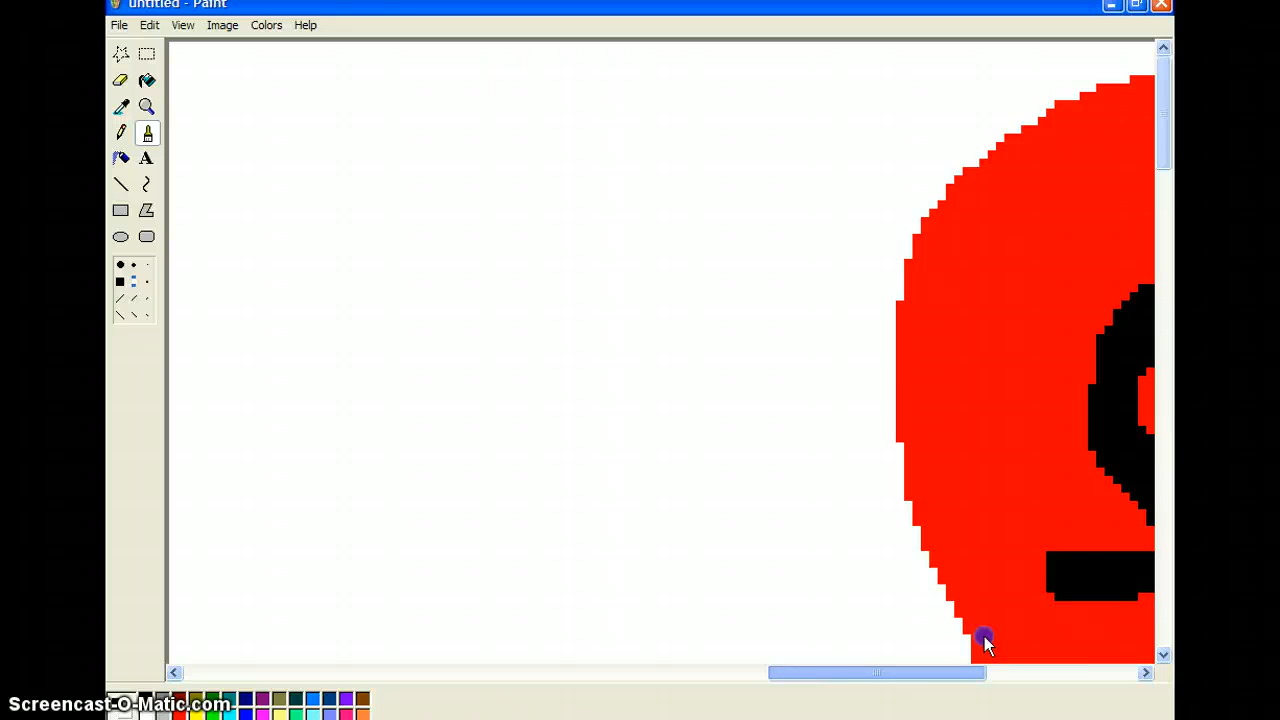 untitled - Paint
File Edit View Image Colors Help
A
Screencast-O-Matic.com